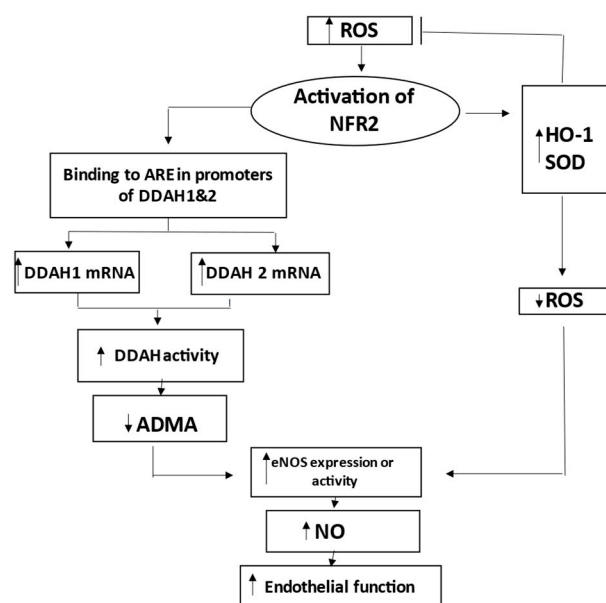 ↑ ROS
Activation of
NFR2
↑ HO-1
SOD
Binding to ARE in promoters
of DDAH1&2
↑ DDAH1 mRNA
↑ DDAH 2 mRNA
↓ ROS
↑ DDAH activity
↓ ADMA
↑ eNOS expression or
activity
↑ NO
↑ Endothelial function